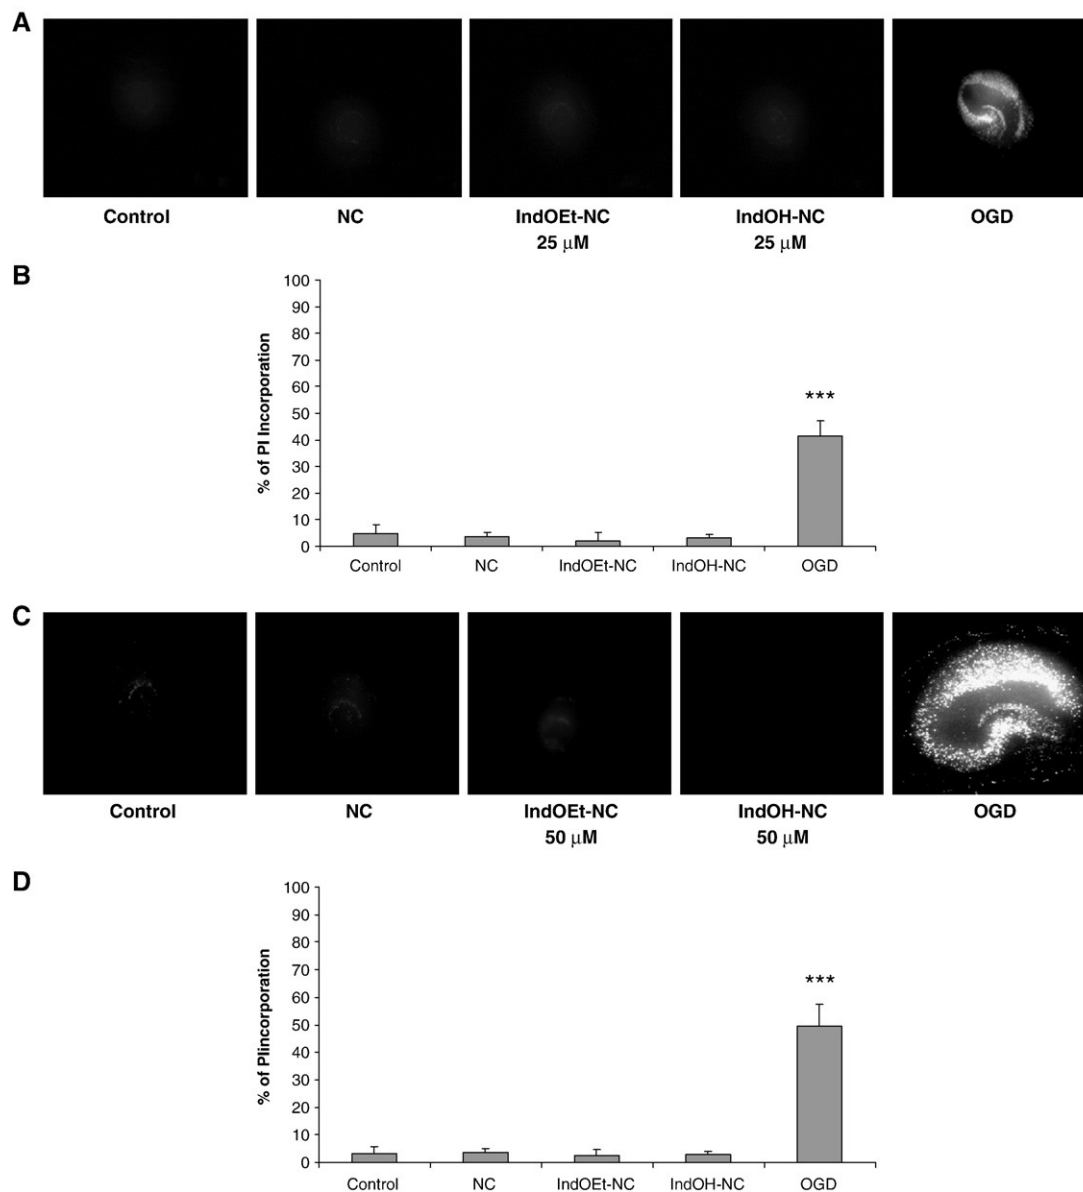 A
Control NC IndOEt-NC IndOH-NC OGD
25 μM 25 μM
B
% of PI Incorporation
100
90
80
70
60
50
40
30
20
10
0
***
Control NC IndOEt-NC IndOH-NC OGD
C
Control NC IndOEt-NC IndOH-NC OGD
50 μM 50 μM
D
% of PIincorporation
100
90
80
70
60
50
40
30
20
10
0
***
Control NC IndOEt-NC IndOH-NC OGD